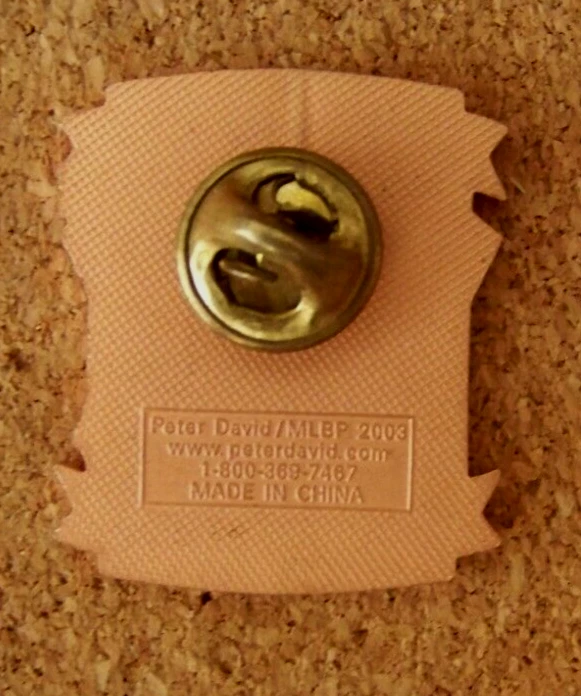 Peter David/MLBP 2003
www.peterdavid.com
1-800-369-7467
MADE IN CHINA